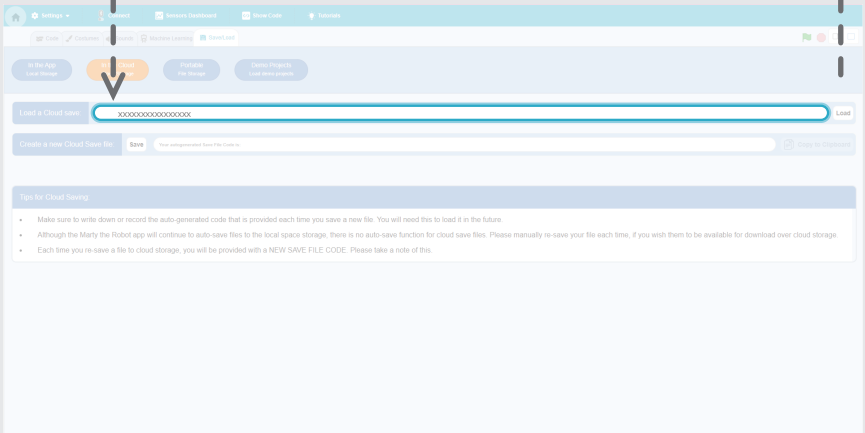 Settings Connect Sensors Dashboard Show Code Tutorials
Code Costumes Sounds Machine Learning Save/Load
In the App In the Cloud Portable Demo Projects
Local Storage File Storage Load demo projects
Load a Cloud save XXXXXXXXXXXXXXXX Load
Create a new Cloud Save file Save Your autogenerated Save File Code is: Copy to Clipboard
Tips for Cloud Saving:
• Make sure to write down or record the auto-generated code that is provided each time you save a new file. You will need this to load it in the future.
• Although the Marty the Robot app will continue to auto-save files to the local space storage, there is no auto-save function for cloud save files. Please manually re-save your file each time, if you wish them to be available for download over cloud storage.
• Each time you re-save a file to cloud storage, you will be provided with a NEW SAVE FILE CODE. Please take a note of this.